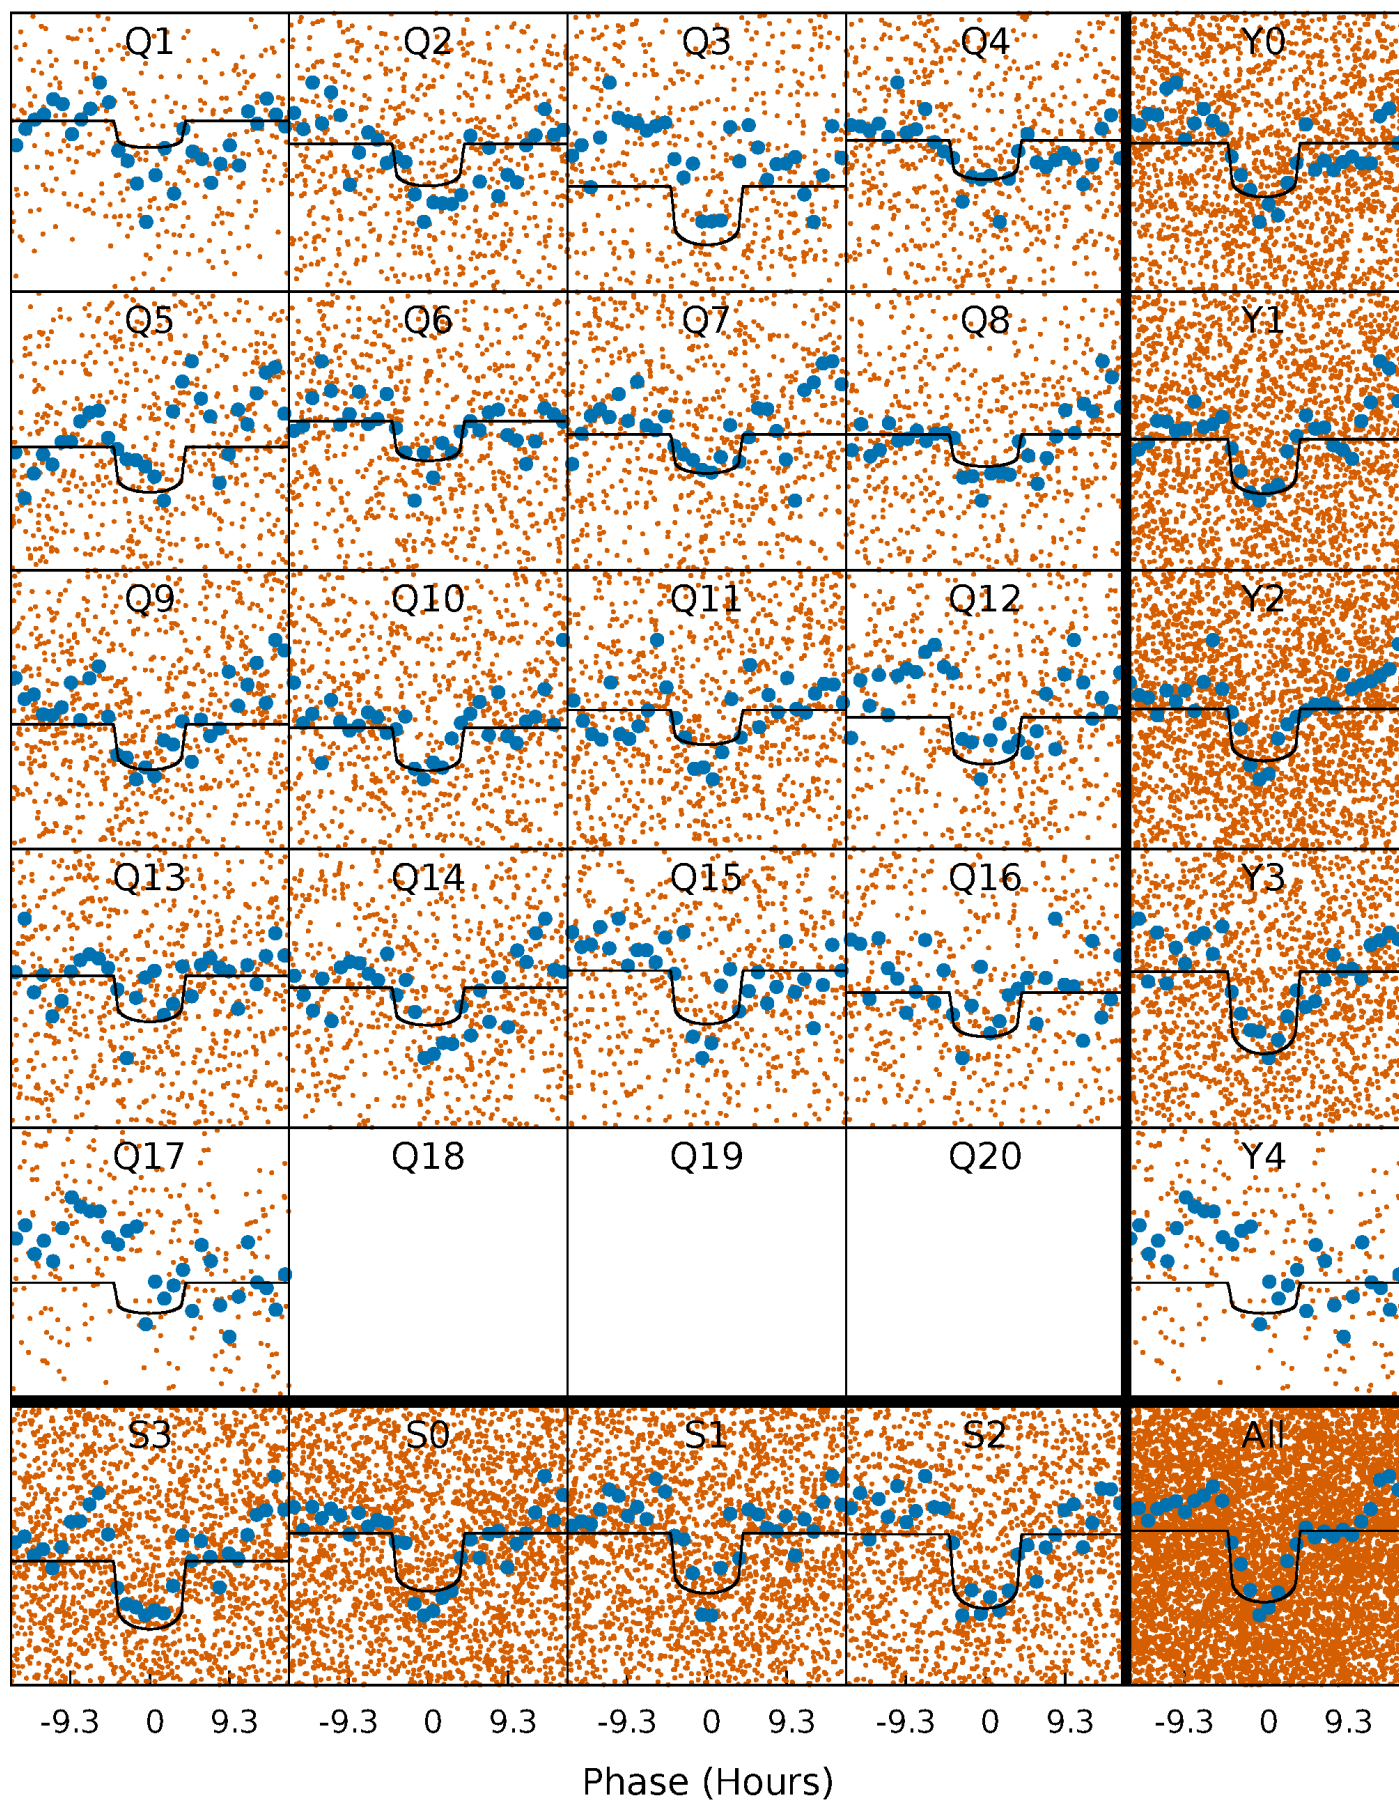 Q1 Q2 Q3 Q4 Y0
Q5 Q6 Q7 Q8 Y1
Q9 Q10 Q11 Q12 Y2
Q13 Q14 Q15 Q16 Y3
Q17 Q18 Q19 Q20 Y4
S3 S0 S1 S2 All
-9.3 0 9.3 -9.3 0 9.3 -9.3 0 9.3 -9.3 0 9.3 -9.3 0 9.3
Phase (Hours)